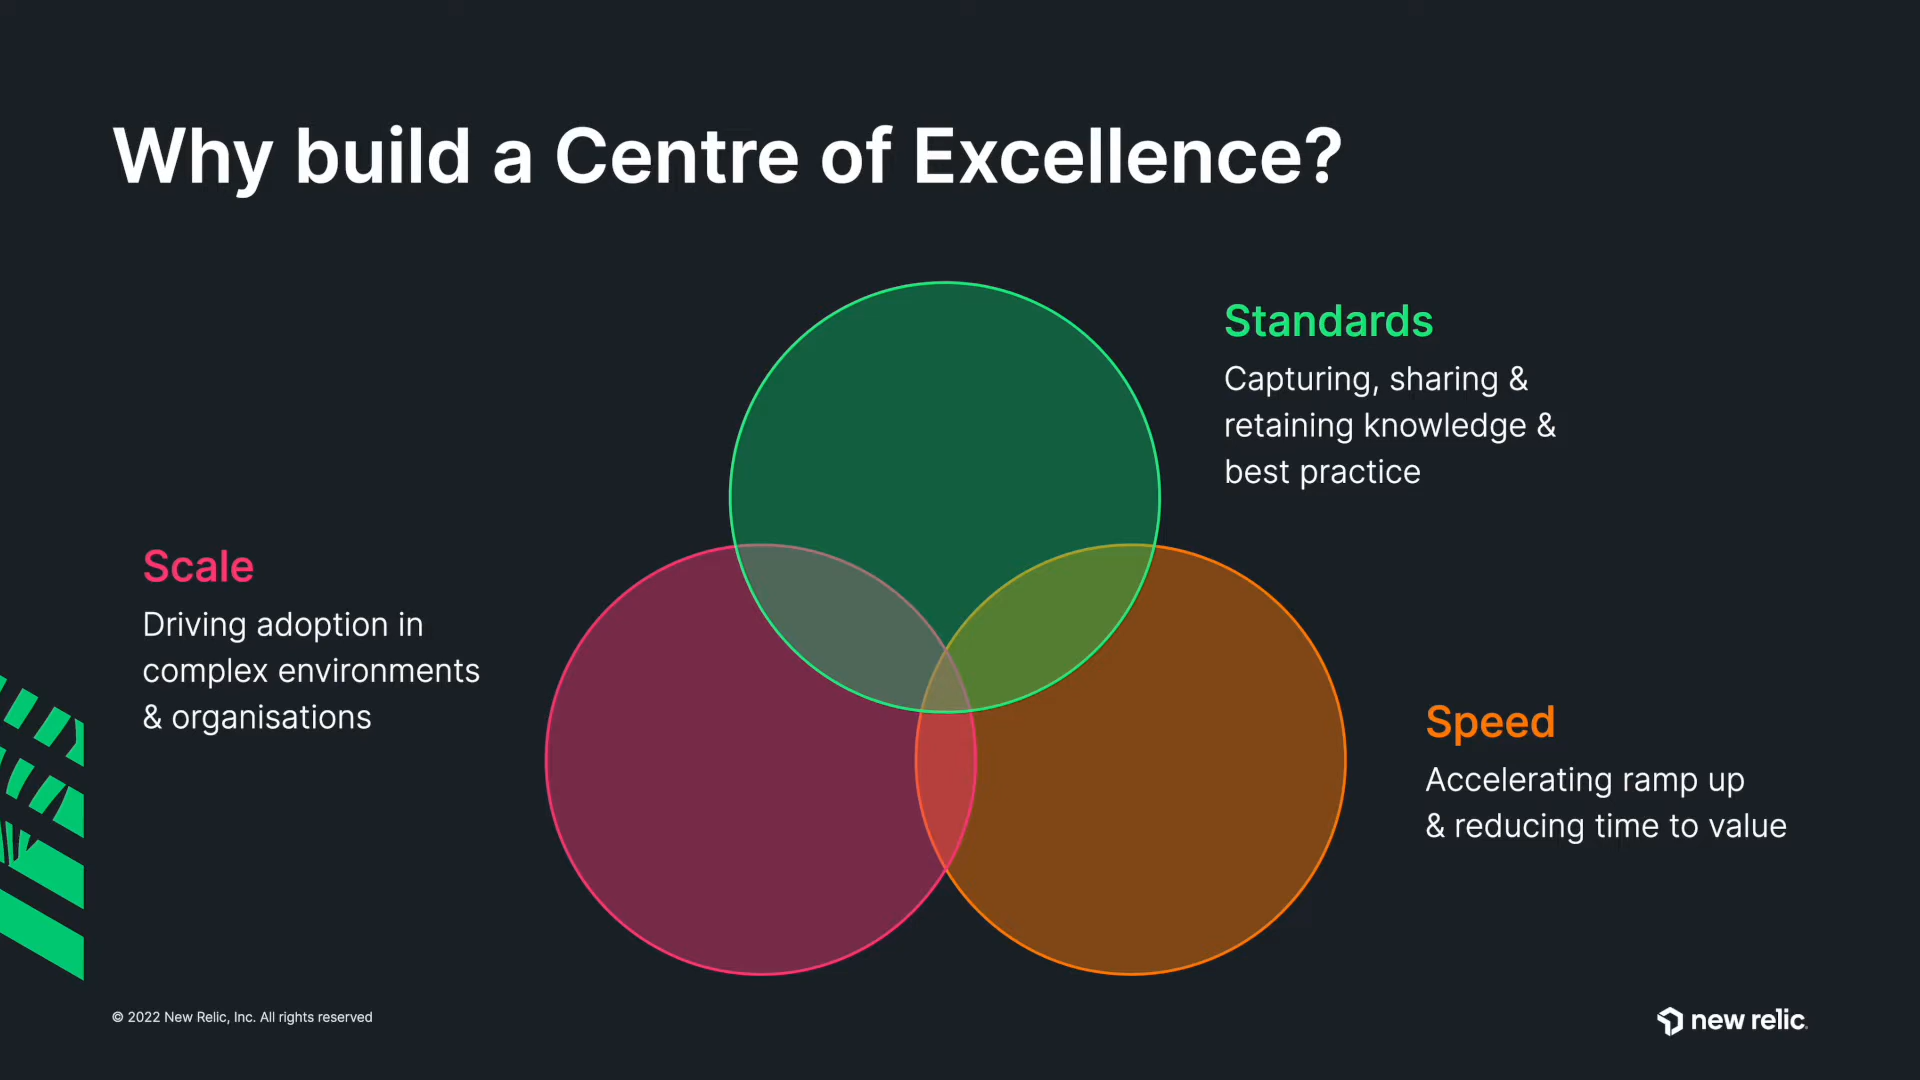 Why build a Centre of Excellence?
Standards
Capturing, sharing &
retaining knowledge &
best practice
Scale
Driving adoption in
complex environments
& organisations
Speed
Accelerating ramp up
& reducing time to value
© 2022 New Relic, Inc. All rights reserved
new relic.